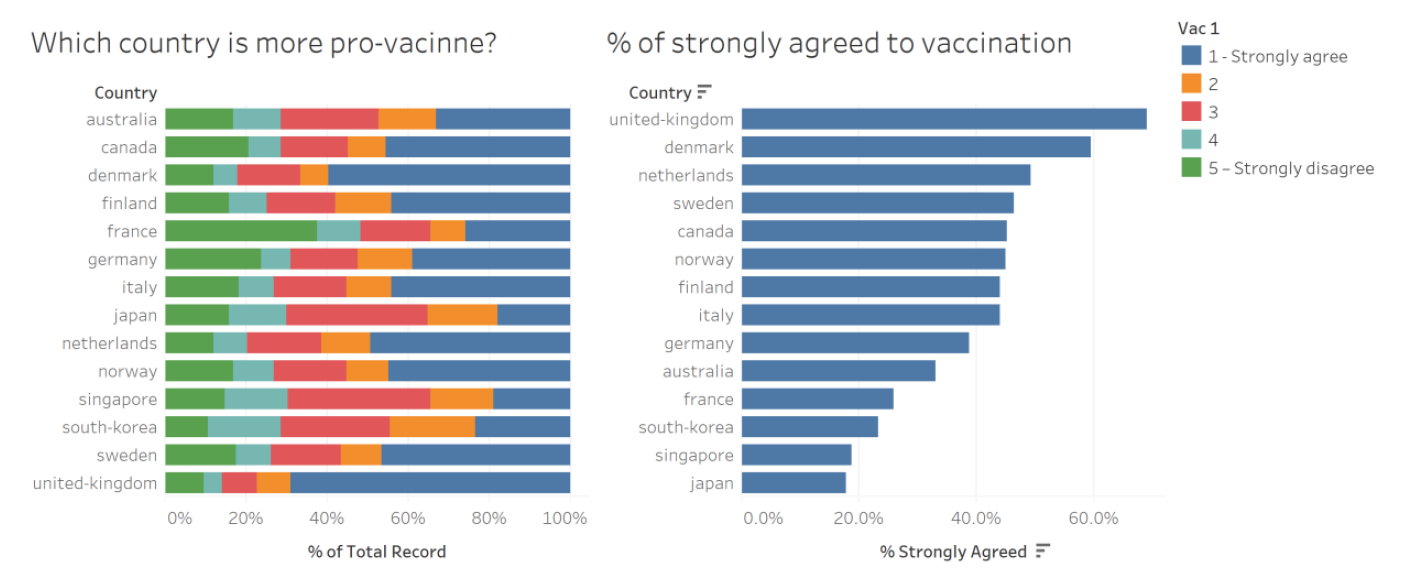 Which country is more pro-vacinne?
Country
australia
canada
denmark
finland
france
germany
italy
japan
netherlands
norway
singapore
south-korea
sweden
united-kingdom
0% 20% 40% 60% 80% 100%
% of Total Record
% of strongly agreed to vaccination
Country
united-kingdom
denmark
netherlands
sweden
canada
norway
finland
italy
germany
australia
france
south-korea
singapore
japan
0.0% 20.0% 40.0% 60.0%
% Strongly Agreed
Vac 1
1 - Strongly agree
2
3
4
5 – Strongly disagree